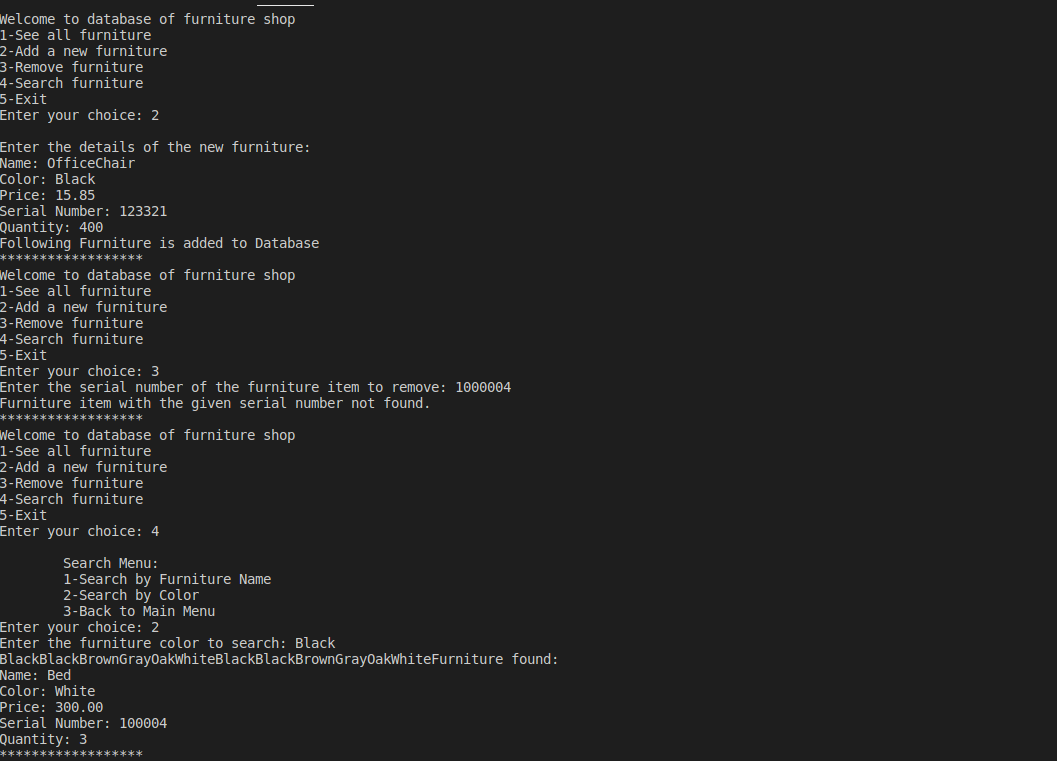 Welcome to database of furniture shop
1-See all furniture
2-Add a new furniture
3-Remove furniture
4-Search furniture
5-Exit
Enter your choice: 2
Enter the details of the new furniture:
Name: OfficeChair
Color: Black
Price: 15.85
Serial Number: 123321
Quantity: 400
Following Furniture is added to Database
******************
Welcome to database of furniture shop
1-See all furniture
2-Add a new furniture
3-Remove furniture
4-Search furniture
5-Exit
Enter your choice: 3
Enter the serial number of the furniture item to remove: 1000004
Furniture item with the given serial number not found.
******************
Welcome to database of furniture shop
1-See all furniture
2-Add a new furniture
3-Remove furniture
4-Search furniture
5-Exit
Enter your choice: 4
Search Menu:
1-Search by Furniture Name
2-Search by Color
3-Back to Main Menu
Enter your choice: 2
Enter the furniture color to search: Black
BlackBlackBrownGrayOakWhiteBlackBlackBrownGrayOakWhiteFurniture found:
Name: Bed
Color: White
Price: 300.00
Serial Number: 100004
Quantity: 3
******************